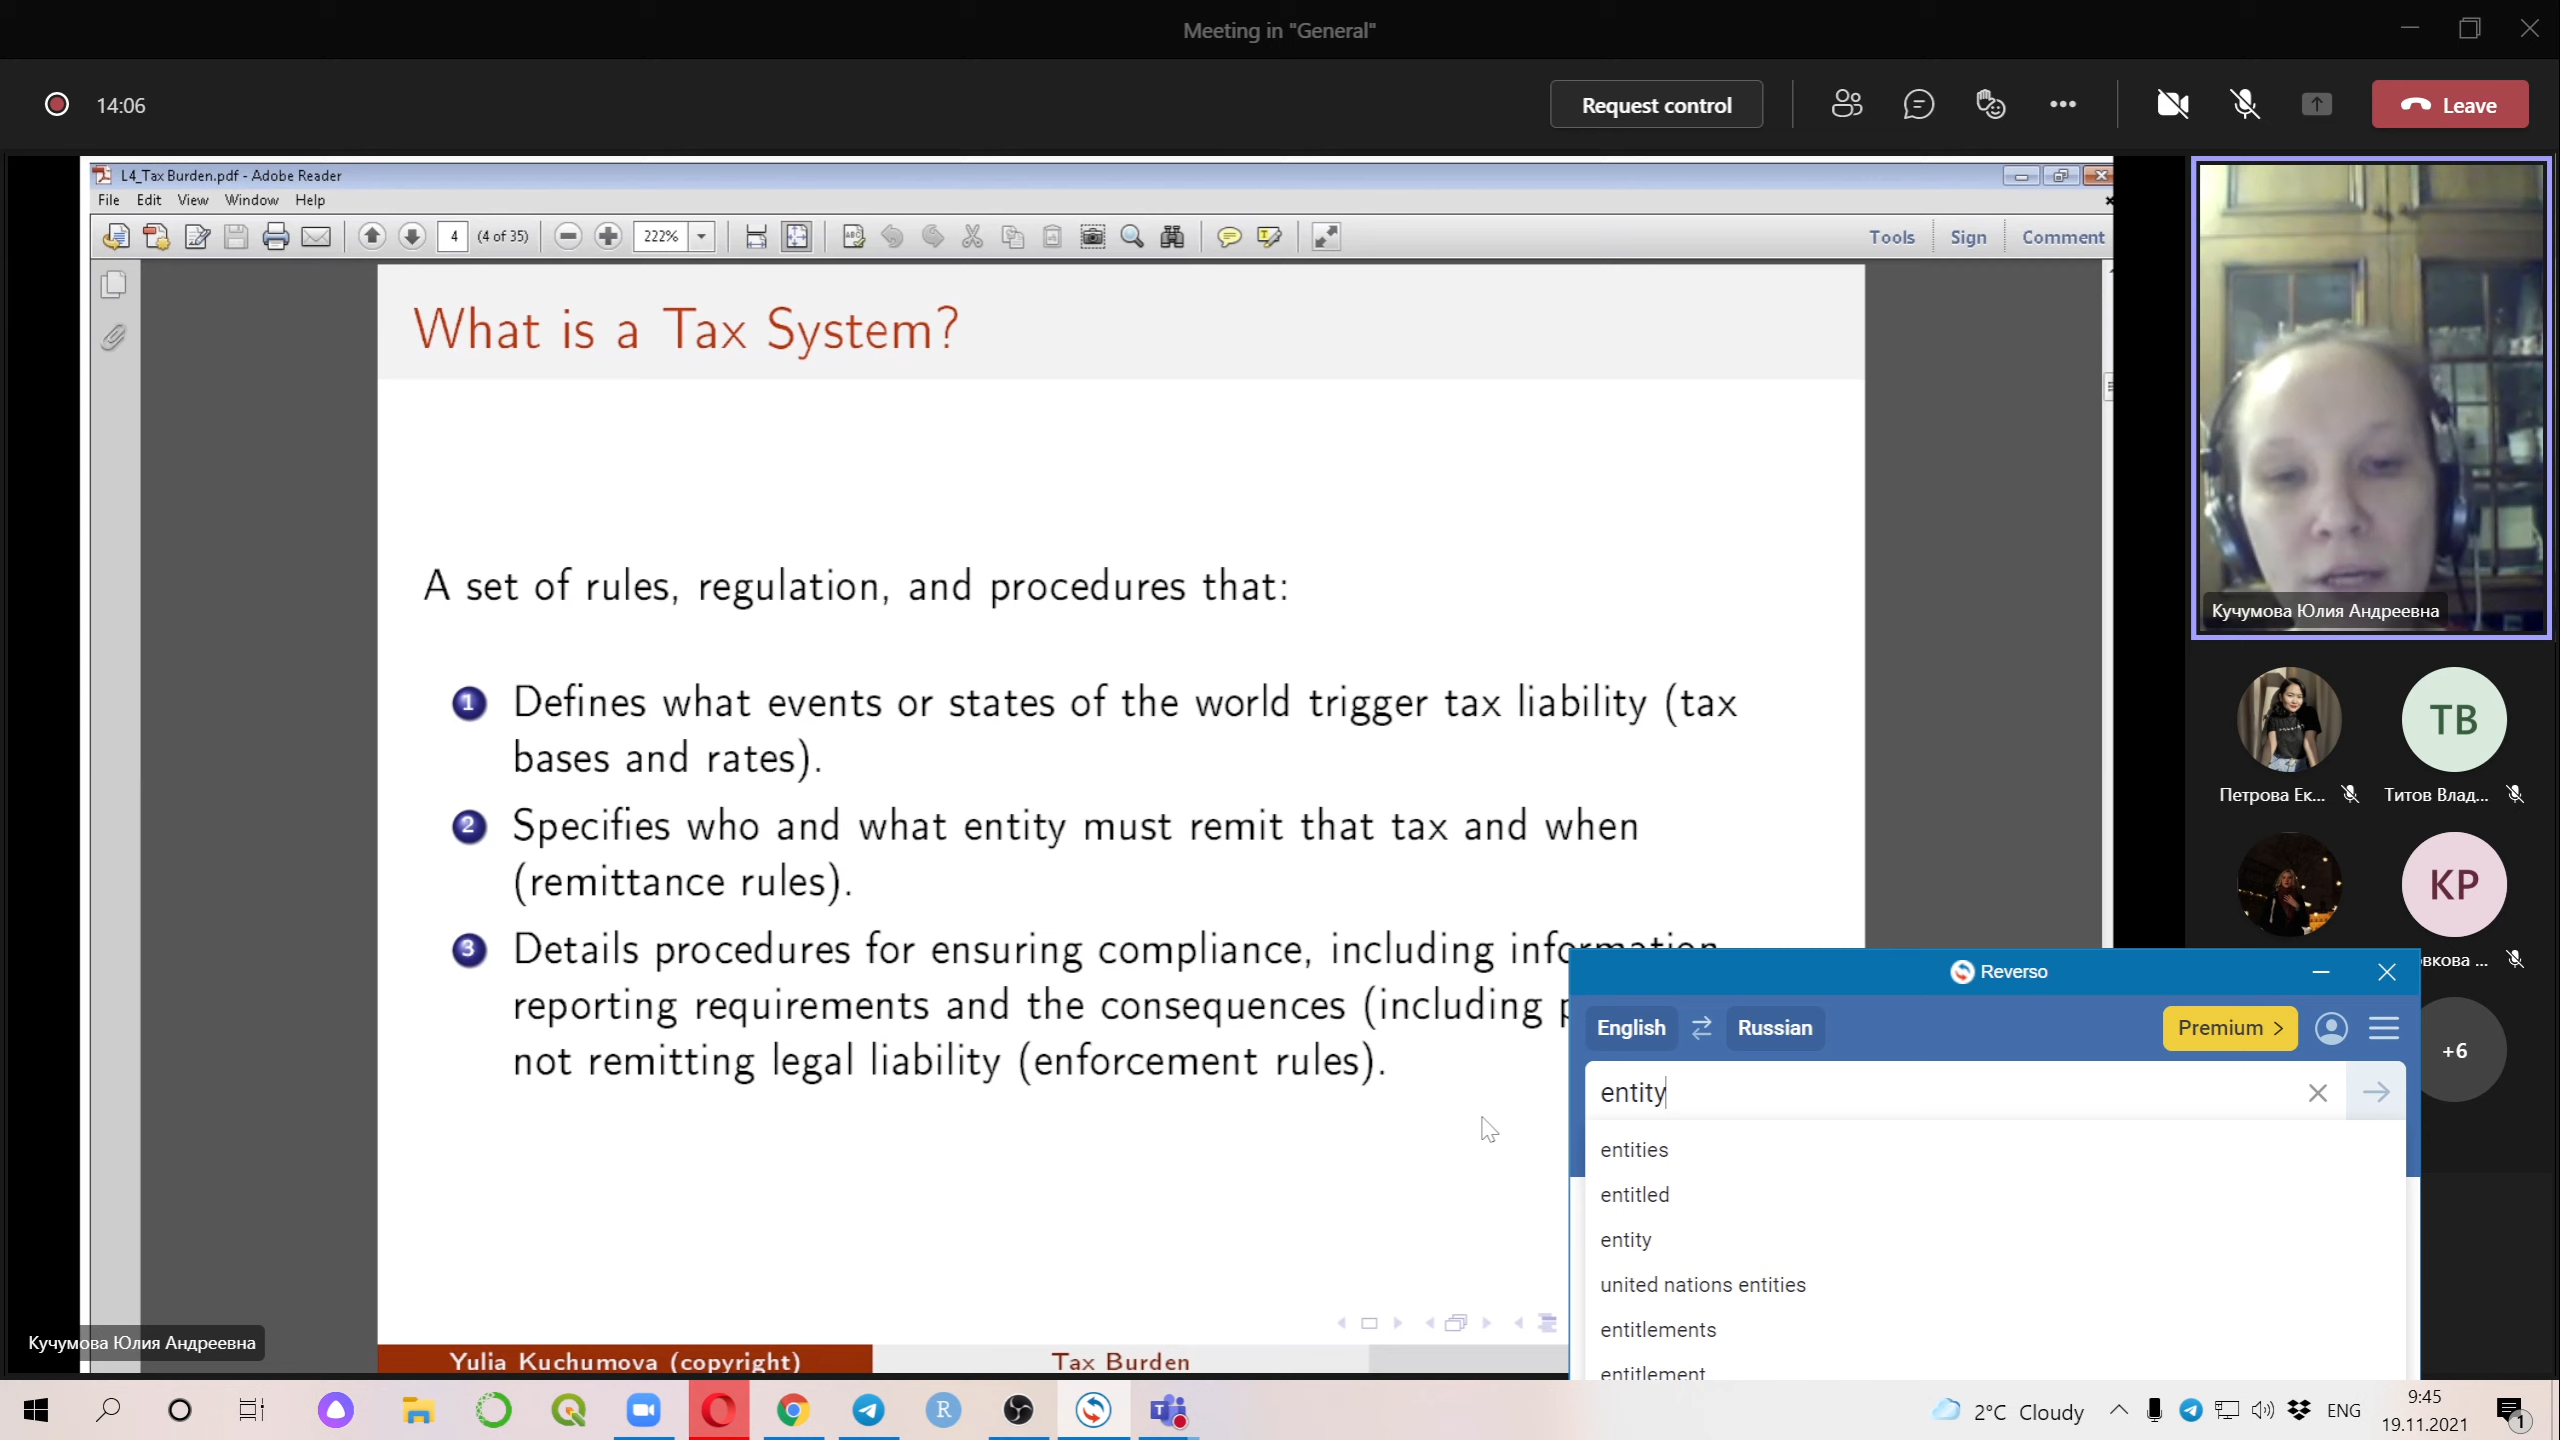 Meeting in "General"
14:06
Request control
Leave
L4_Tax Burden.pdf - Adobe Reader
File Edit View Window Help
4 (4 of 35) 222% Tools Sign Comment
What is a Tax System?
A set of rules, regulation, and procedures that:
1 Defines what events or states of the world trigger tax liability (tax
bases and rates).
2 Specifies who and what entity must remit that tax and when
(remittance rules).
3 Details procedures for ensuring compliance, including information
reporting requirements and the consequences (including p
not remitting legal liability (enforcement rules).
Yulia Kuchumova (copyright) Tax Burden
Кучумова Юлия Андреевна
Кучумова Юлия Андреевна
Петрова Ек... Титов Влад...
ТВ
КР
вкова ...
+6
Reverso
English Russian Premium
entity
entities
entitled
entity
united nations entities
entitlements
entitlement
2°C Cloudy ENG 9:45
19.11.2021
1